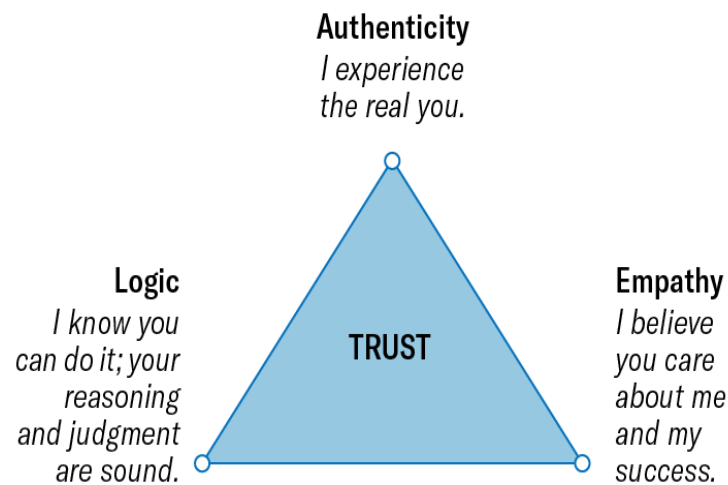 Authenticity
I experience
the real you.
Logic
I know you
can do it; your
reasoning
and judgment
are sound.
TRUST
Empathy
I believe
you care
about me
and my
success.